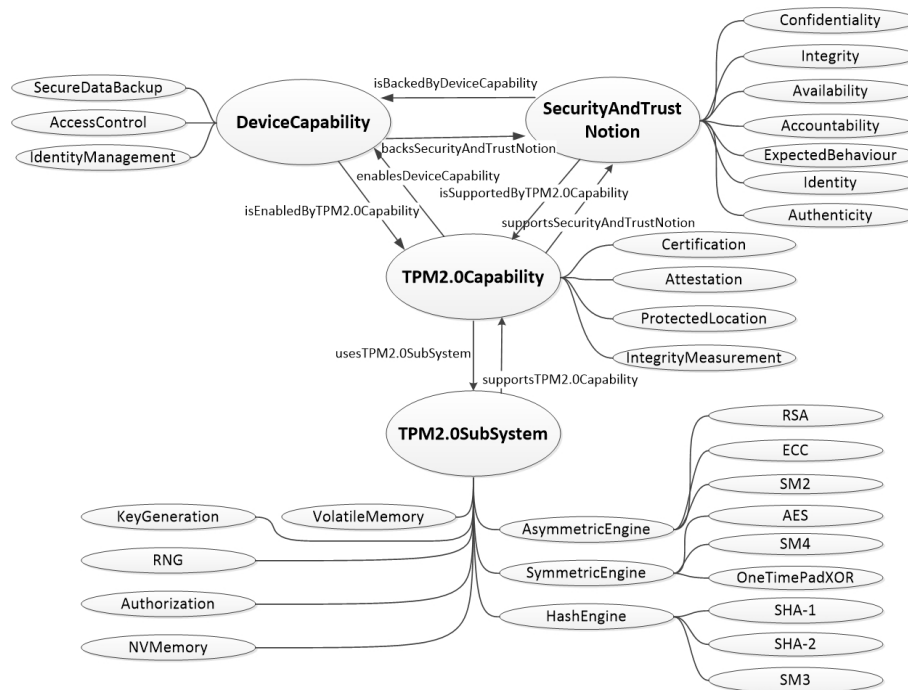 Confidentiality
Integrity
isBackedByDeviceCapability
SecureDataBackup
Availability
SecurityAndTrust
Notion
DeviceCapability
AccessControl
Accountability
backsSecurityAndTrustNotion
IdentityManagement
ExpectedBehaviour
enablesDeviceCapability
Identity
isSupportedByTPM2.0Capability
isEnabledByTPM2.0Capability
Authenticity
supportsSecurityAndTrustNotion
Certification
TPM2.0Capability
Attestation
ProtectedLocation
usesTPM2.0SubSystem
IntegrityMeasurement
supportsTPM2.0Capability
RSA
TPM2.0SubSystem
ECC
SM2
KeyGeneration
VolatileMemory
AES
AsymmetricEngine
SM4
RNG
SymmetricEngine
OneTimePadXOR
Authorization
HashEngine
SHA-1
SHA-2
NVMemory
SM3